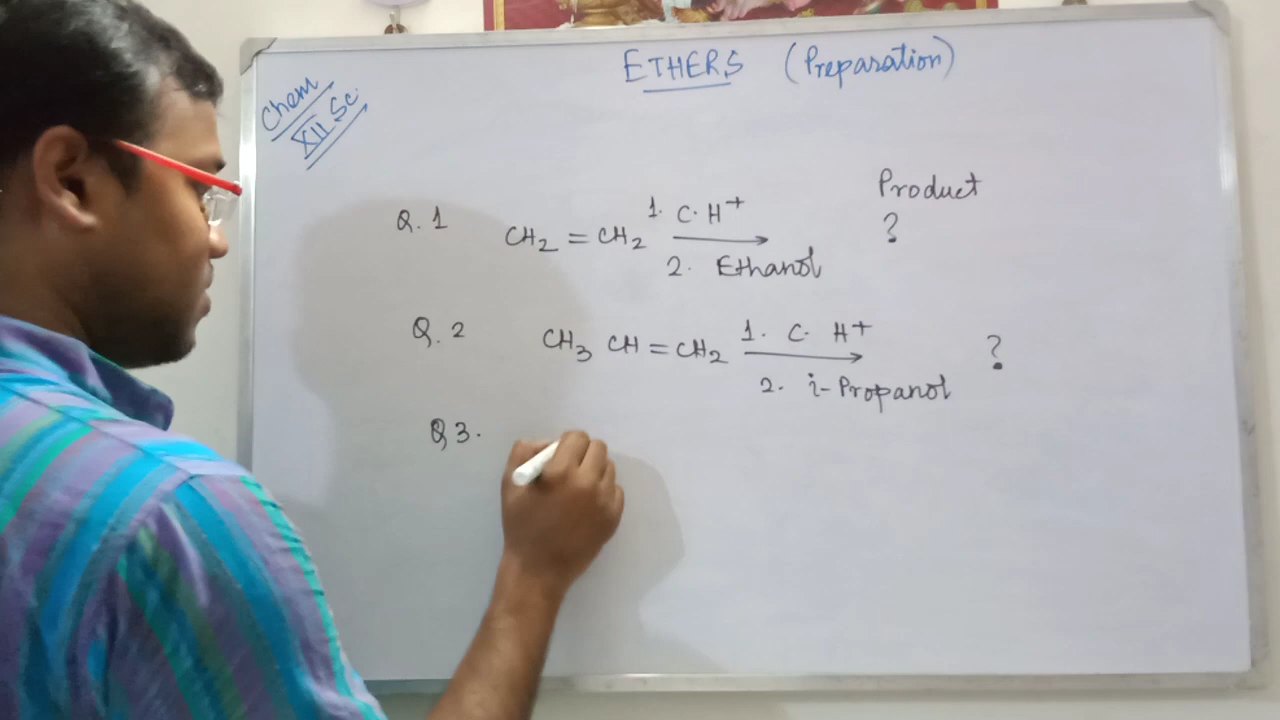 ETHERS (Preparation)
Chem
XII Sc.
Product
Q. 1 CH₂ = CH₂ 1. C. H⁺ ?
2. Ethanol
Q. 2 CH₃ CH = CH₂ 1. C. H⁺ ?
2. i-Propanol
Q 3.